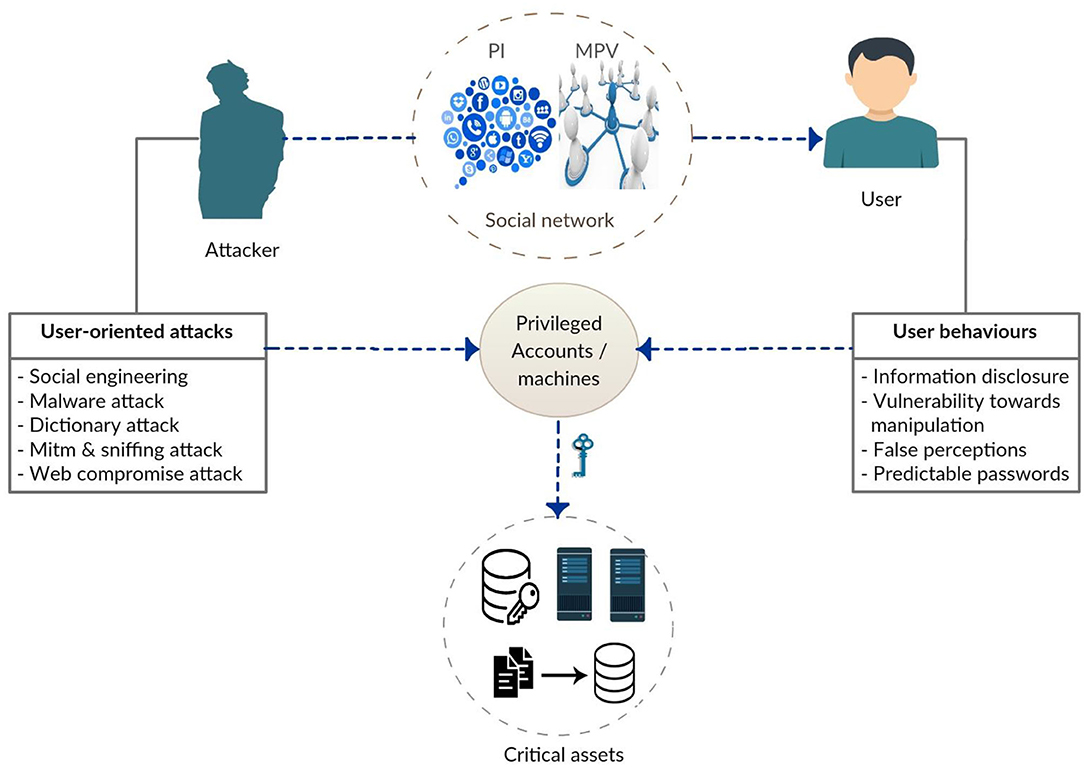 PI
MPV
Social network
Attacker
User
User-oriented attacks
- Social engineering
- Malware attack
- Dictionary attack
- Mitm & sniffing attack
- Web compromise attack
Privileged
Accounts /
machines
User behaviours
- Information disclosure
- Vulnerability towards
manipulation
- False perceptions
- Predictable passwords
Critical assets